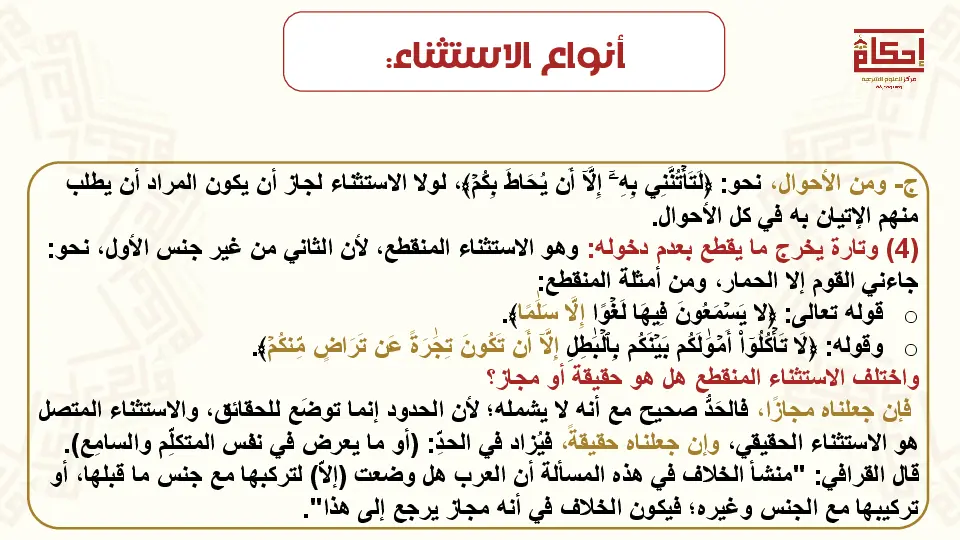 أنواع الاستثناء:
إحكام
مركز للعلوم الشرعية
ج- ومن الأحوال، نحو: ﴿لَتَأۡتُنَّنِي بِهِۦٓ إِلَّآ أَن يُحَاطَ بِكُمۡ﴾، لولا الاستثناء لجاز أن يكون المراد أن يطلب
منهم الإتيان به في كل الأحوال.
(4) وتارة يخرج ما يقطع بعدم دخوله: وهو الاستثناء المنقطع، لأن الثاني من غير جنس الأول، نحو:
جاءني القوم إلا الحمار، ومن أمثلة المنقطع:
○ قوله تعالى: ﴿لا يَسۡمَعُونَ فِيهَا لَغۡوًا إِلَّا سَلَٰمًا﴾.
○ وقوله: ﴿لَا تَأۡكُلُوٓاْ أَمۡوَٰلَكُم بَيۡنَكُم بِٱلۡبَٰطِلِ إِلَّآ أَن تَكُونَ تِجَٰرَةً عَن تَرَاضٍ مِّنكُمۡ﴾.
واختلف الاستثناء المنقطع هل هو حقيقة أو مجاز؟
فإن جعلناه مجازًا، فالحَدُّ صحيح مع أنه لا يشمله؛ لأن الحدود إنما توضَع للحقائق، والاستثناء المتصل
هو الاستثناء الحقيقي، وإن جعلناه حقيقةً، فيُزاد في الحدِّ: (أو ما يعرض في نفس المتكلِّم والسامِع).
قال القرافي: "منشأ الخلاف في هذه المسألة أن العرب هل وضعت (إلاَّ) لتركبها مع جنس ما قبلها، أو
تركيبها مع الجنس وغيره؛ فيكون الخلاف في أنه مجاز يرجع إلى هذا".